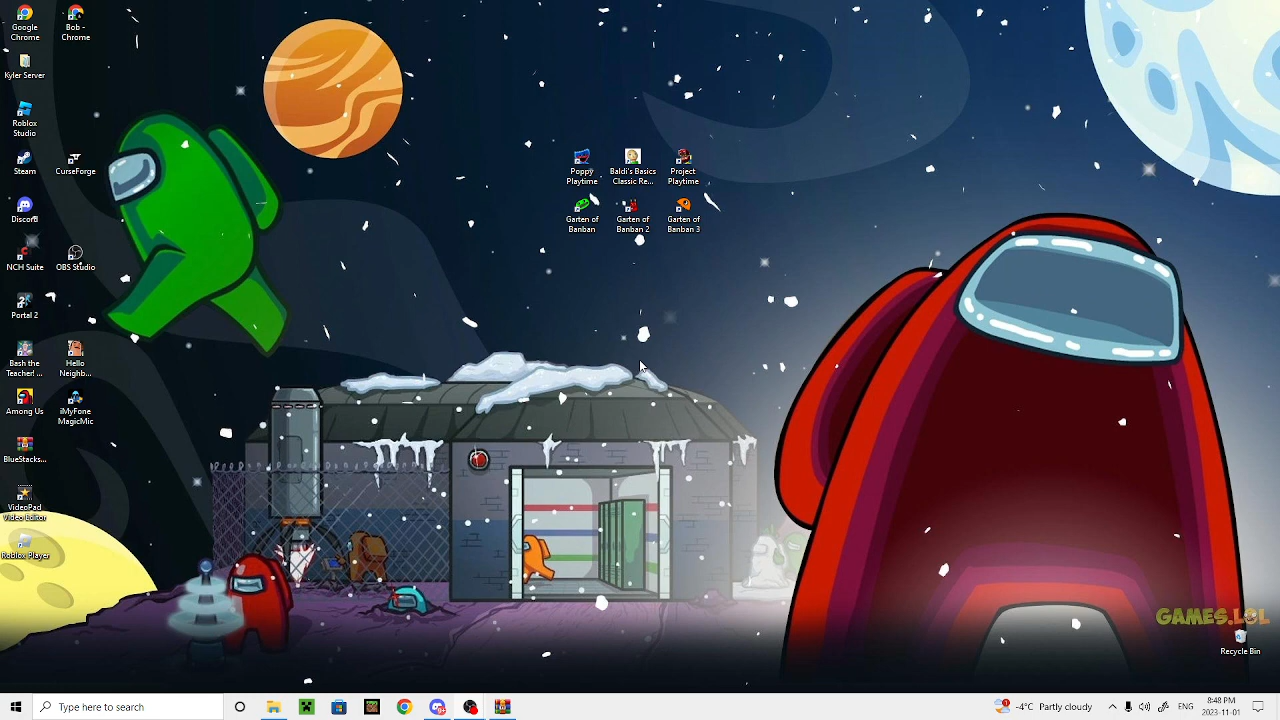 Google
Chrome
Bob -
Chrome
Kyler Server
Roblox
Studio
Steam
CurseForge
Discord
NCH Suite
OBS Studio
Portal 2
Bash the
Teacher ...
Hello
Neighb...
Among Us
iMyFone
MagicMic
BlueStacks...
VideoPad
Video Editor
Roblox Player
Poppy
Playtime
Baldi's Basics
Classic Re...
Project
Playtime
Garten of
Banban
Garten of
Banban 2
Garten of
Banban 3
GAMES.LOL
Recycle Bin
Type here to search
-4°C Partly cloudy
ENG
8:48 PM
2023-11-01